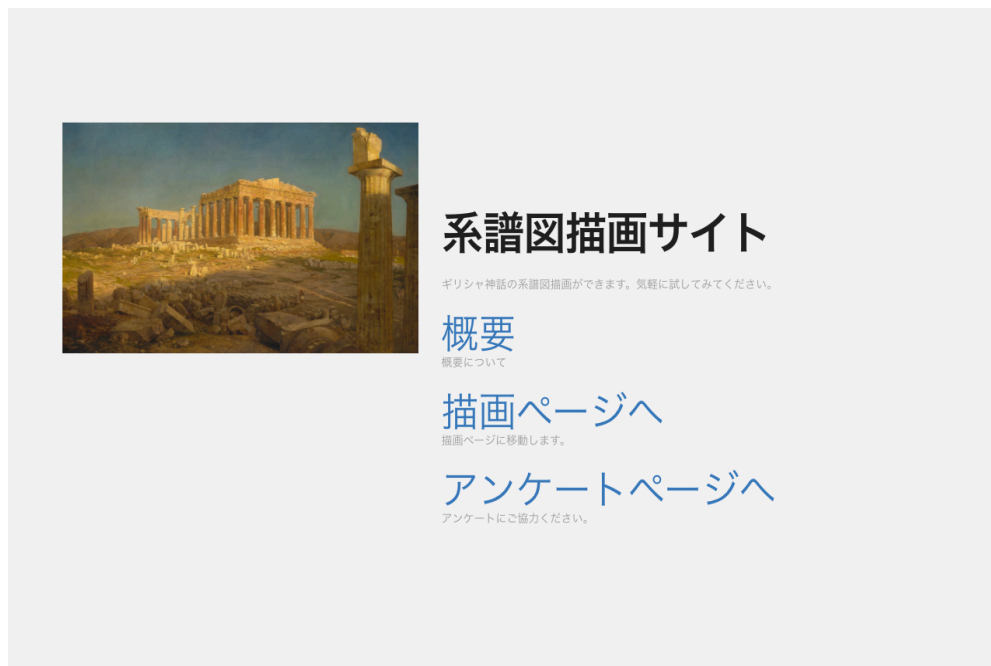 系譜図描画サイト
ギリシャ神話の系譜図描画ができます。気軽に試してみてください。
概要
概要について
描画ページへ
描画ページに移動します。
アンケートページへ
アンケートにご協力ください。